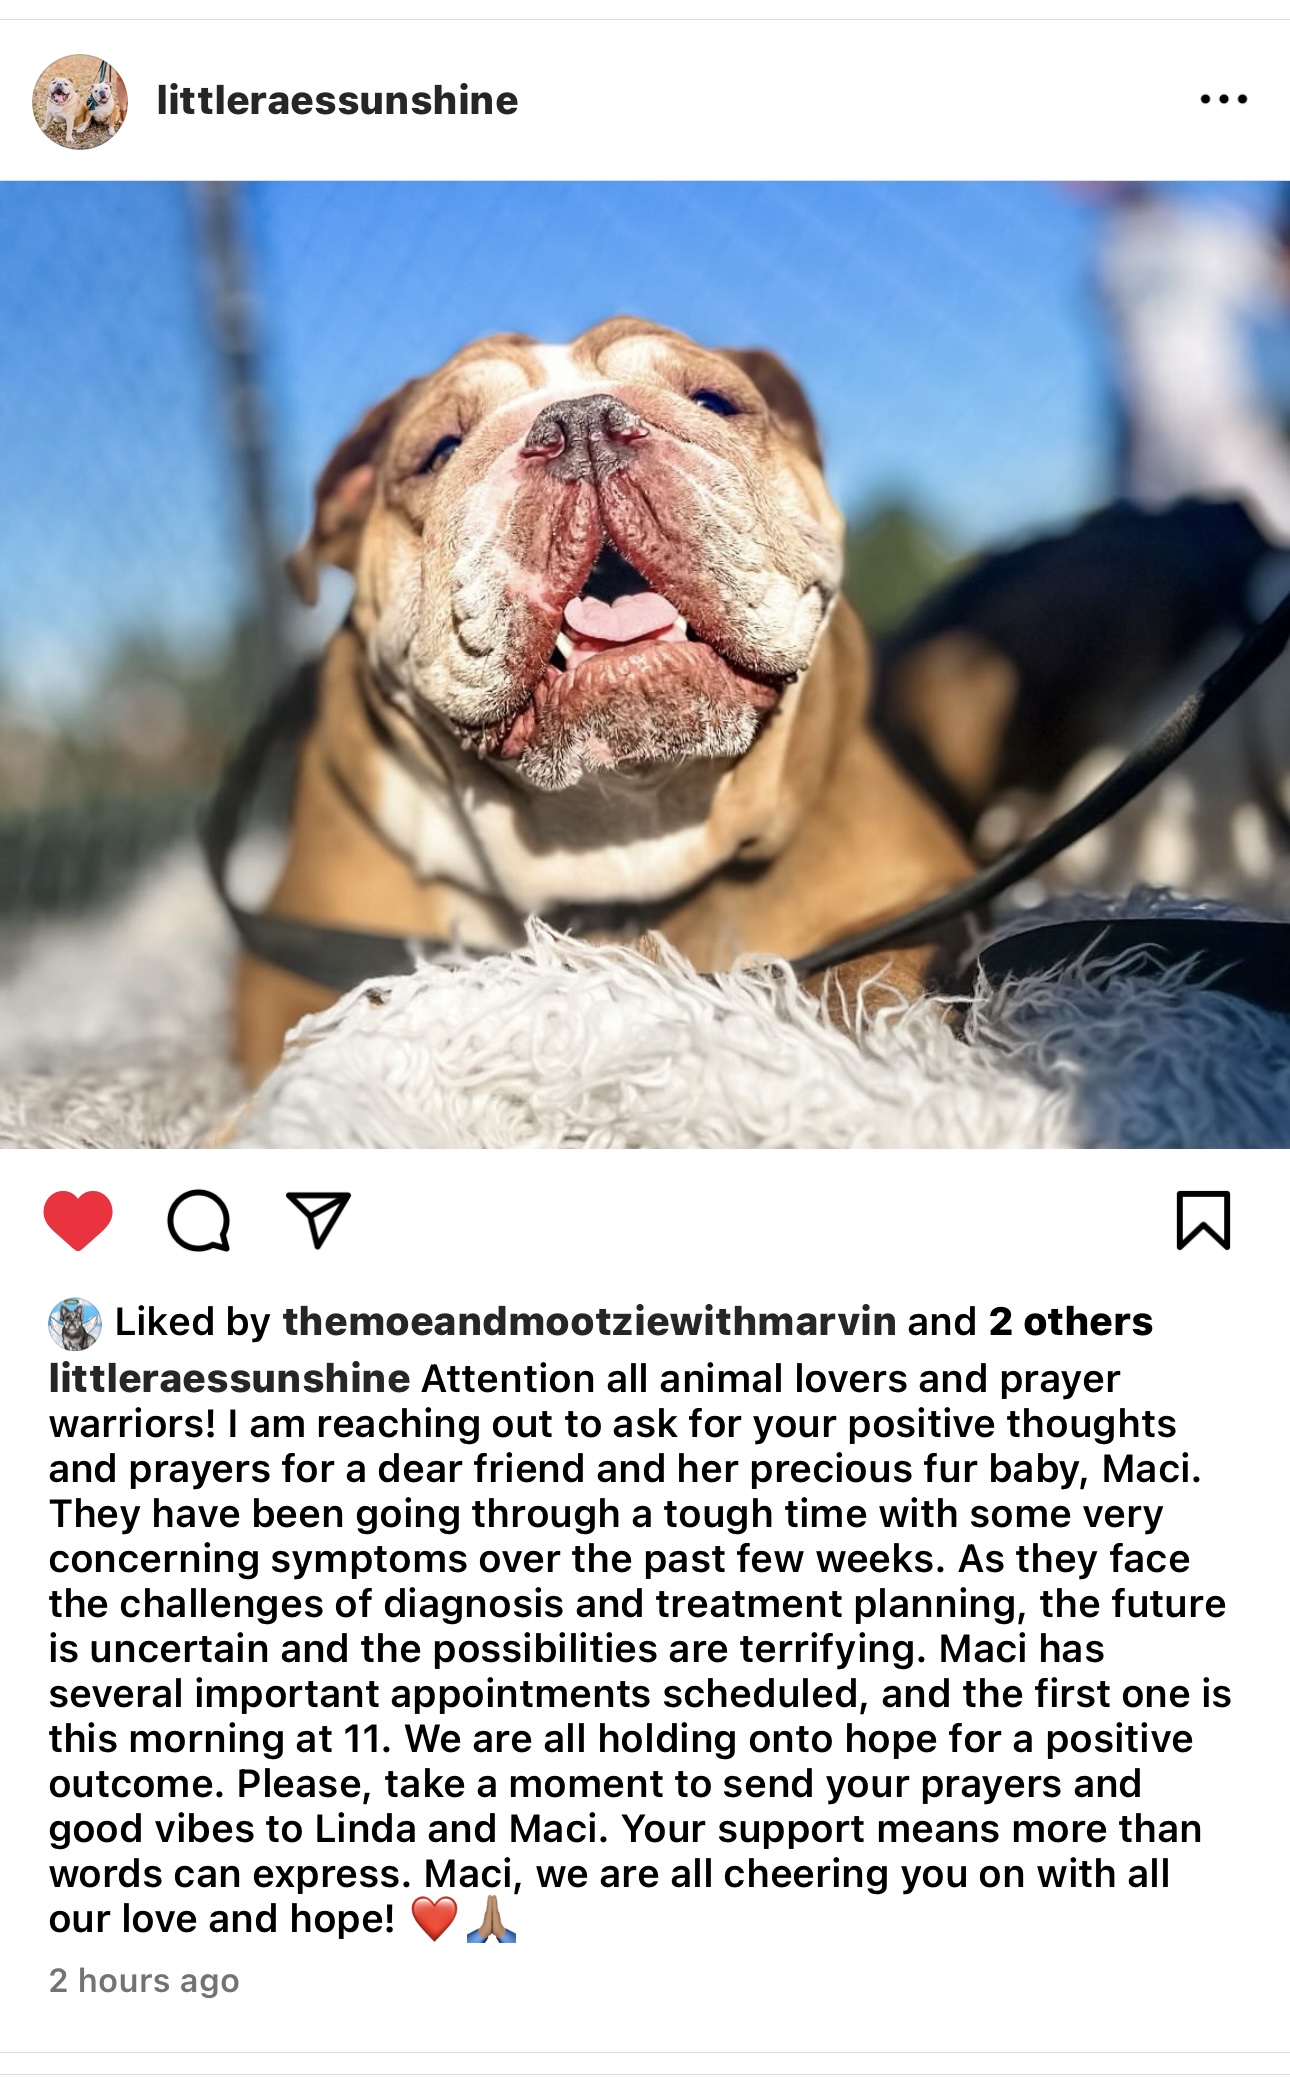 littleraessunshine
Liked by themoeandmootziewithmarvin and 2 others
littleraessunshine Attention all animal lovers and prayer
warriors! I am reaching out to ask for your positive thoughts
and prayers for a dear friend and her precious fur baby, Maci.
They have been going through a tough time with some very
concerning symptoms over the past few weeks. As they face
the challenges of diagnosis and treatment planning, the future
is uncertain and the possibilities are terrifying. Maci has
several important appointments scheduled, and the first one is
this morning at 11. We are all holding onto hope for a positive
outcome. Please, take a moment to send your prayers and
good vibes to Linda and Maci. Your support means more than
words can express. Maci, we are all cheering you on with all
our love and hope! ❤️🙏🏽
2 hours ago